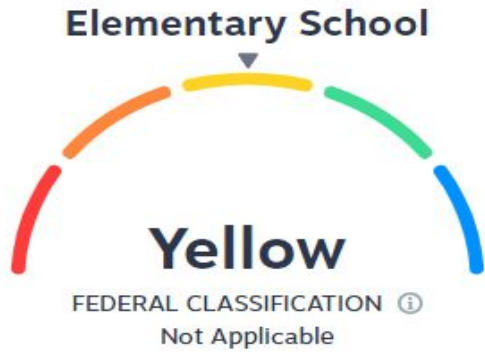 Elementary School
Yellow
FEDERAL CLASSIFICATION
Not Applicable